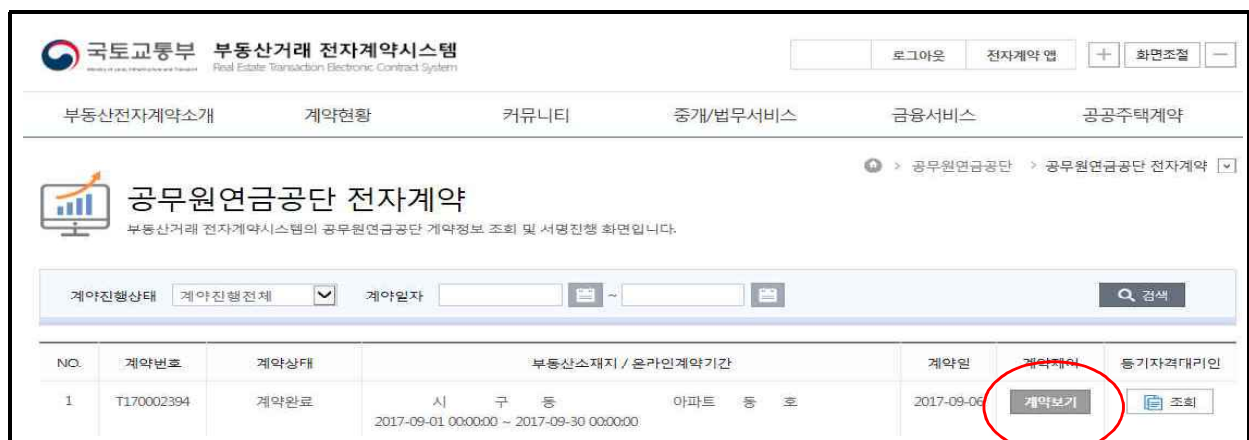 국토교통부 부동산거래 전자계약시스템
Real Estate Transaction Electronic Contract System
로그아웃 전자계약 앱 + 화면조절 —
부동산전자계약소개 계약현황 커뮤니티 중개/법무서비스 금융서비스 공공주택계약
> 공무원연금공단 > 공무원연금공단 전자계약
공무원연금공단 전자계약
부동산거래 전자계약시스템의 공무원연금공단 계약정보 조회 및 서명진행 화면입니다.
계약진행상태 계약진행전체 계약일자 ~ 검색
NO. 계약번호 계약상태 부동산소재지 / 온라인계약기간 계약일 계약제어 등기자격대리인
1 T170002394 계약완료 시 구 동 아파트 동 호 2017-09-06 계약보기 조회
2017-09-01 00:00:00 ~ 2017-09-30 00:00:00